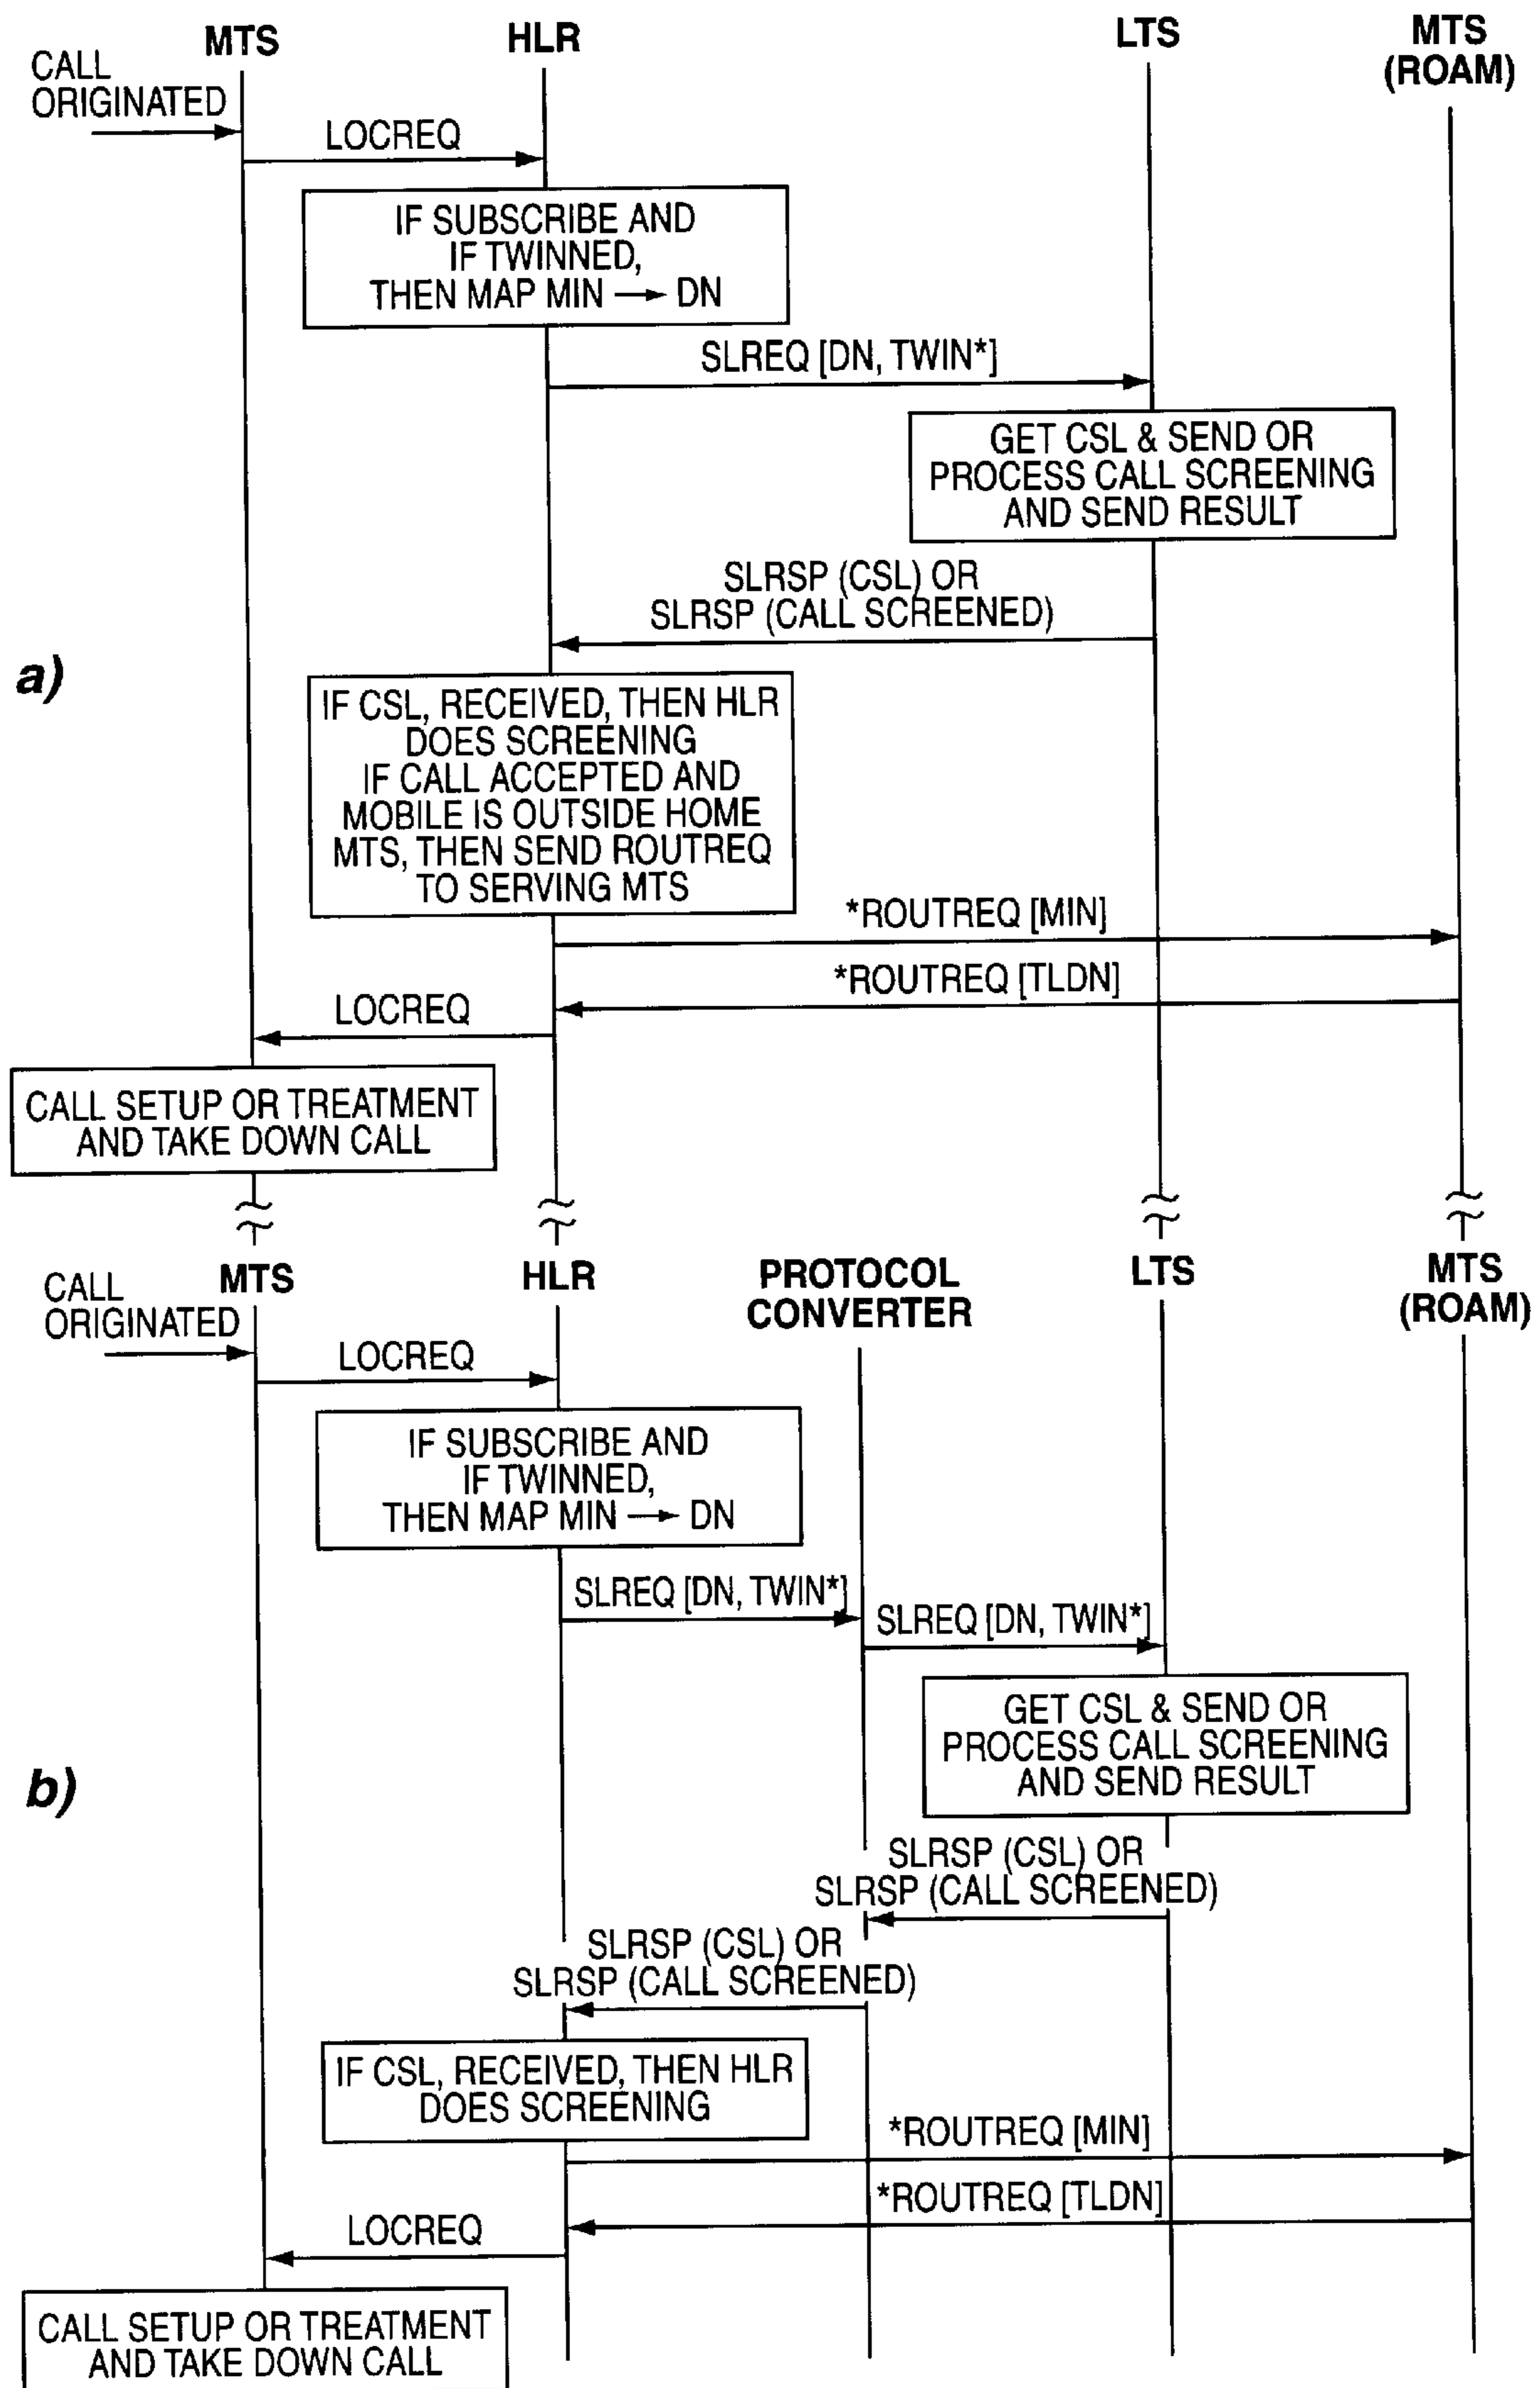 MTS
HLR
LTS
MTS
(ROAM)
CALL
ORIGINATED
LOCREQ
IF SUBSCRIBE AND
IF TWINNED,
THEN MAP MIN → DN
SLREQ [DN, TWIN*]
GET CSL & SEND OR
PROCESS CALL SCREENING
AND SEND RESULT
SLRSP (CSL) OR
SLRSP (CALL SCREENED)
a)
IF CSL, RECEIVED, THEN HLR
DOES SCREENING
IF CALL ACCEPTED AND
MOBILE IS OUTSIDE HOME
MTS, THEN SEND ROUTREQ
TO SERVING MTS
*ROUTREQ [MIN]
*ROUTREQ [TLDN]
LOCREQ
CALL SETUP OR TREATMENT
AND TAKE DOWN CALL
MTS
HLR
PROTOCOL
CONVERTER
LTS
MTS
(ROAM)
CALL
ORIGINATED
LOCREQ
IF SUBSCRIBE AND
IF TWINNED,
THEN MAP MIN → DN
SLREQ [DN, TWIN*]
SLREQ [DN, TWIN*]
GET CSL & SEND OR
PROCESS CALL SCREENING
AND SEND RESULT
b)
SLRSP (CSL) OR
SLRSP (CALL SCREENED)
SLRSP (CSL) OR
SLRSP (CALL SCREENED)
IF CSL, RECEIVED, THEN HLR
DOES SCREENING
*ROUTREQ [MIN]
*ROUTREQ [TLDN]
LOCREQ
CALL SETUP OR TREATMENT
AND TAKE DOWN CALL